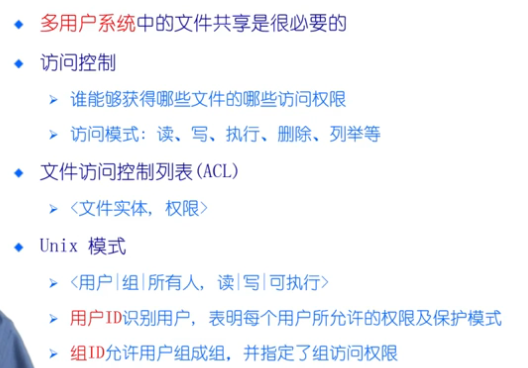 多用户系统中的文件共享是很必要的
访问控制
谁能够获得哪些文件的哪些访问权限
访问模式: 读、写、执行、删除、列举等
文件访问控制列表(ACL)
<文件实体, 权限>
Unix 模式
<用户|组|所有人, 读|写|可执行>
用户ID识别用户, 表明每个用户所允许的权限及保护模式
组ID允许用户组成组, 并指定了组访问权限